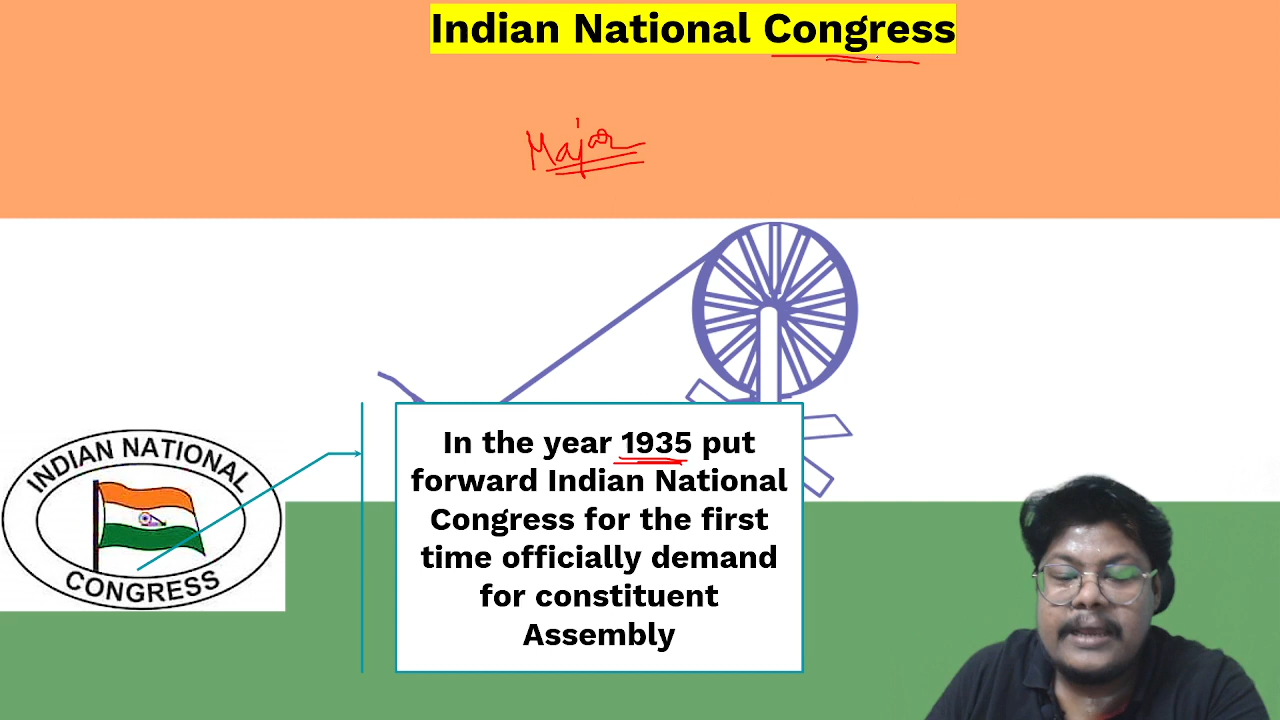 Indian National Congress
Major
INDIAN NATIONAL
CONGRESS
In the year 1935 put
forward Indian National
Congress for the first
time officially demand
for constituent
Assembly